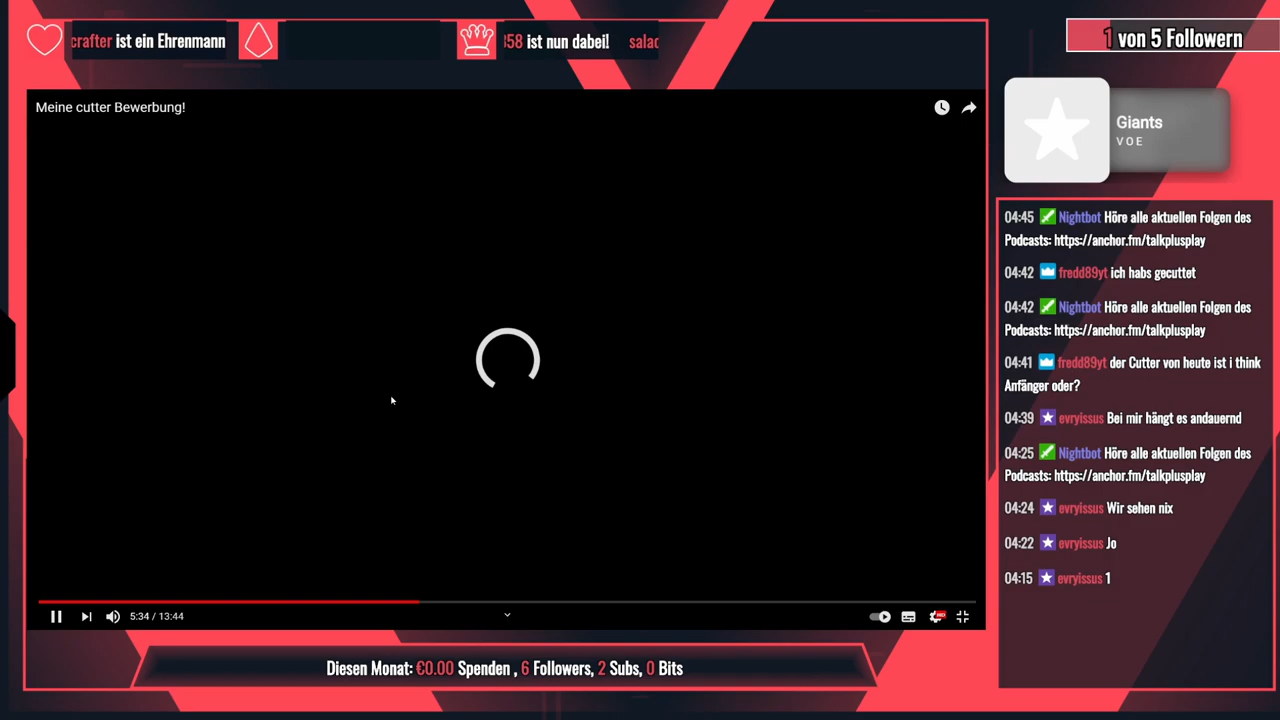 crafter ist ein Ehrenmann
58 ist nun dabei! salad
1 von 5 Followern
Meine cutter Bewerbung!
Giants
VOE
04:45 Nightbot Höre alle aktuellen Folgen des
Podcasts: https://anchor.fm/talkplusplay
04:42 fredd89yt ich habs gecuttet
04:42 Nightbot Höre alle aktuellen Folgen des
Podcasts: https://anchor.fm/talkplusplay
04:41 fredd89yt der Cutter von heute ist i think
Anfänger oder?
04:39 evryissus Bei mir hängt es andauernd
04:25 Nightbot Höre alle aktuellen Folgen des
Podcasts: https://anchor.fm/talkplusplay
04:24 evryissus Wir sehen nix
04:22 evryissus Jo
04:15 evryissus 1
5:34 / 13:44
HD
Diesen Monat: €0.00 Spenden , 6 Followers, 2 Subs, 0 Bits